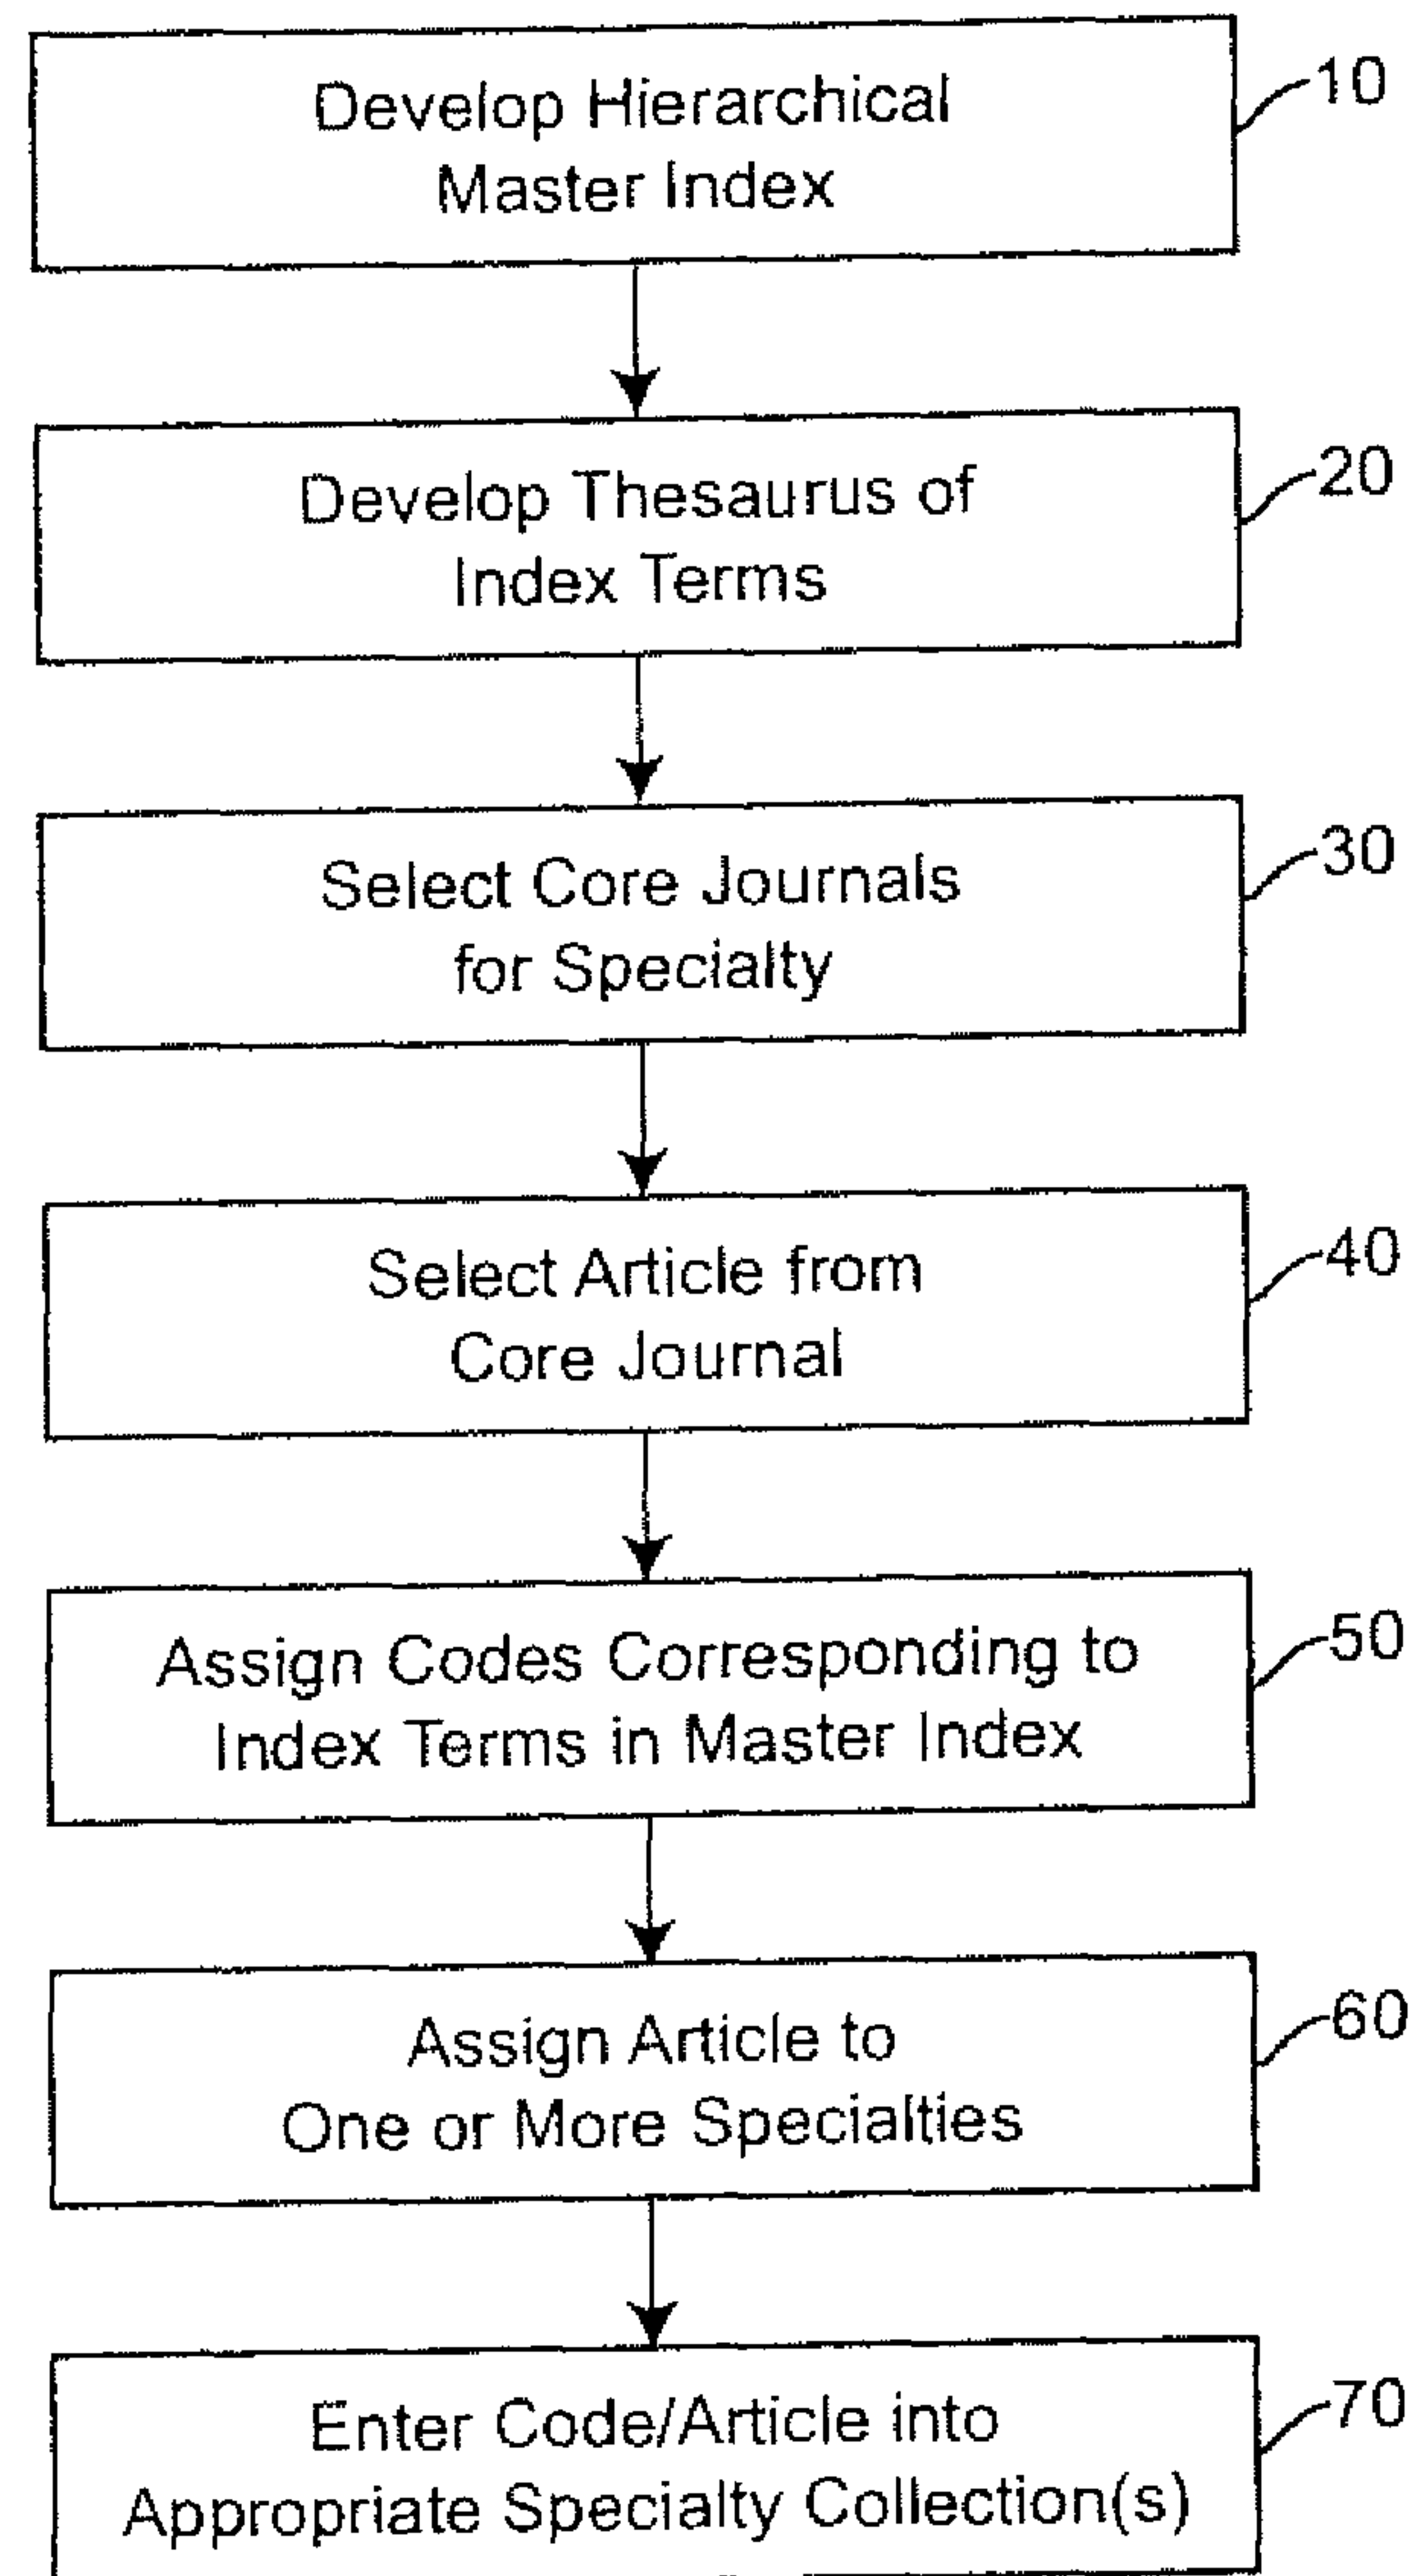 Develop Hierarchical
Master Index
10
Develop Thesaurus of
Index Terms
20
Select Core Journals
for Specialty
30
Select Article from
Core Journal
40
Assign Codes Corresponding to
Index Terms in Master Index
50
Assign Article to
One or More Specialties
60
Enter Code/Article into
Appropriate Specialty Collection(s)
70